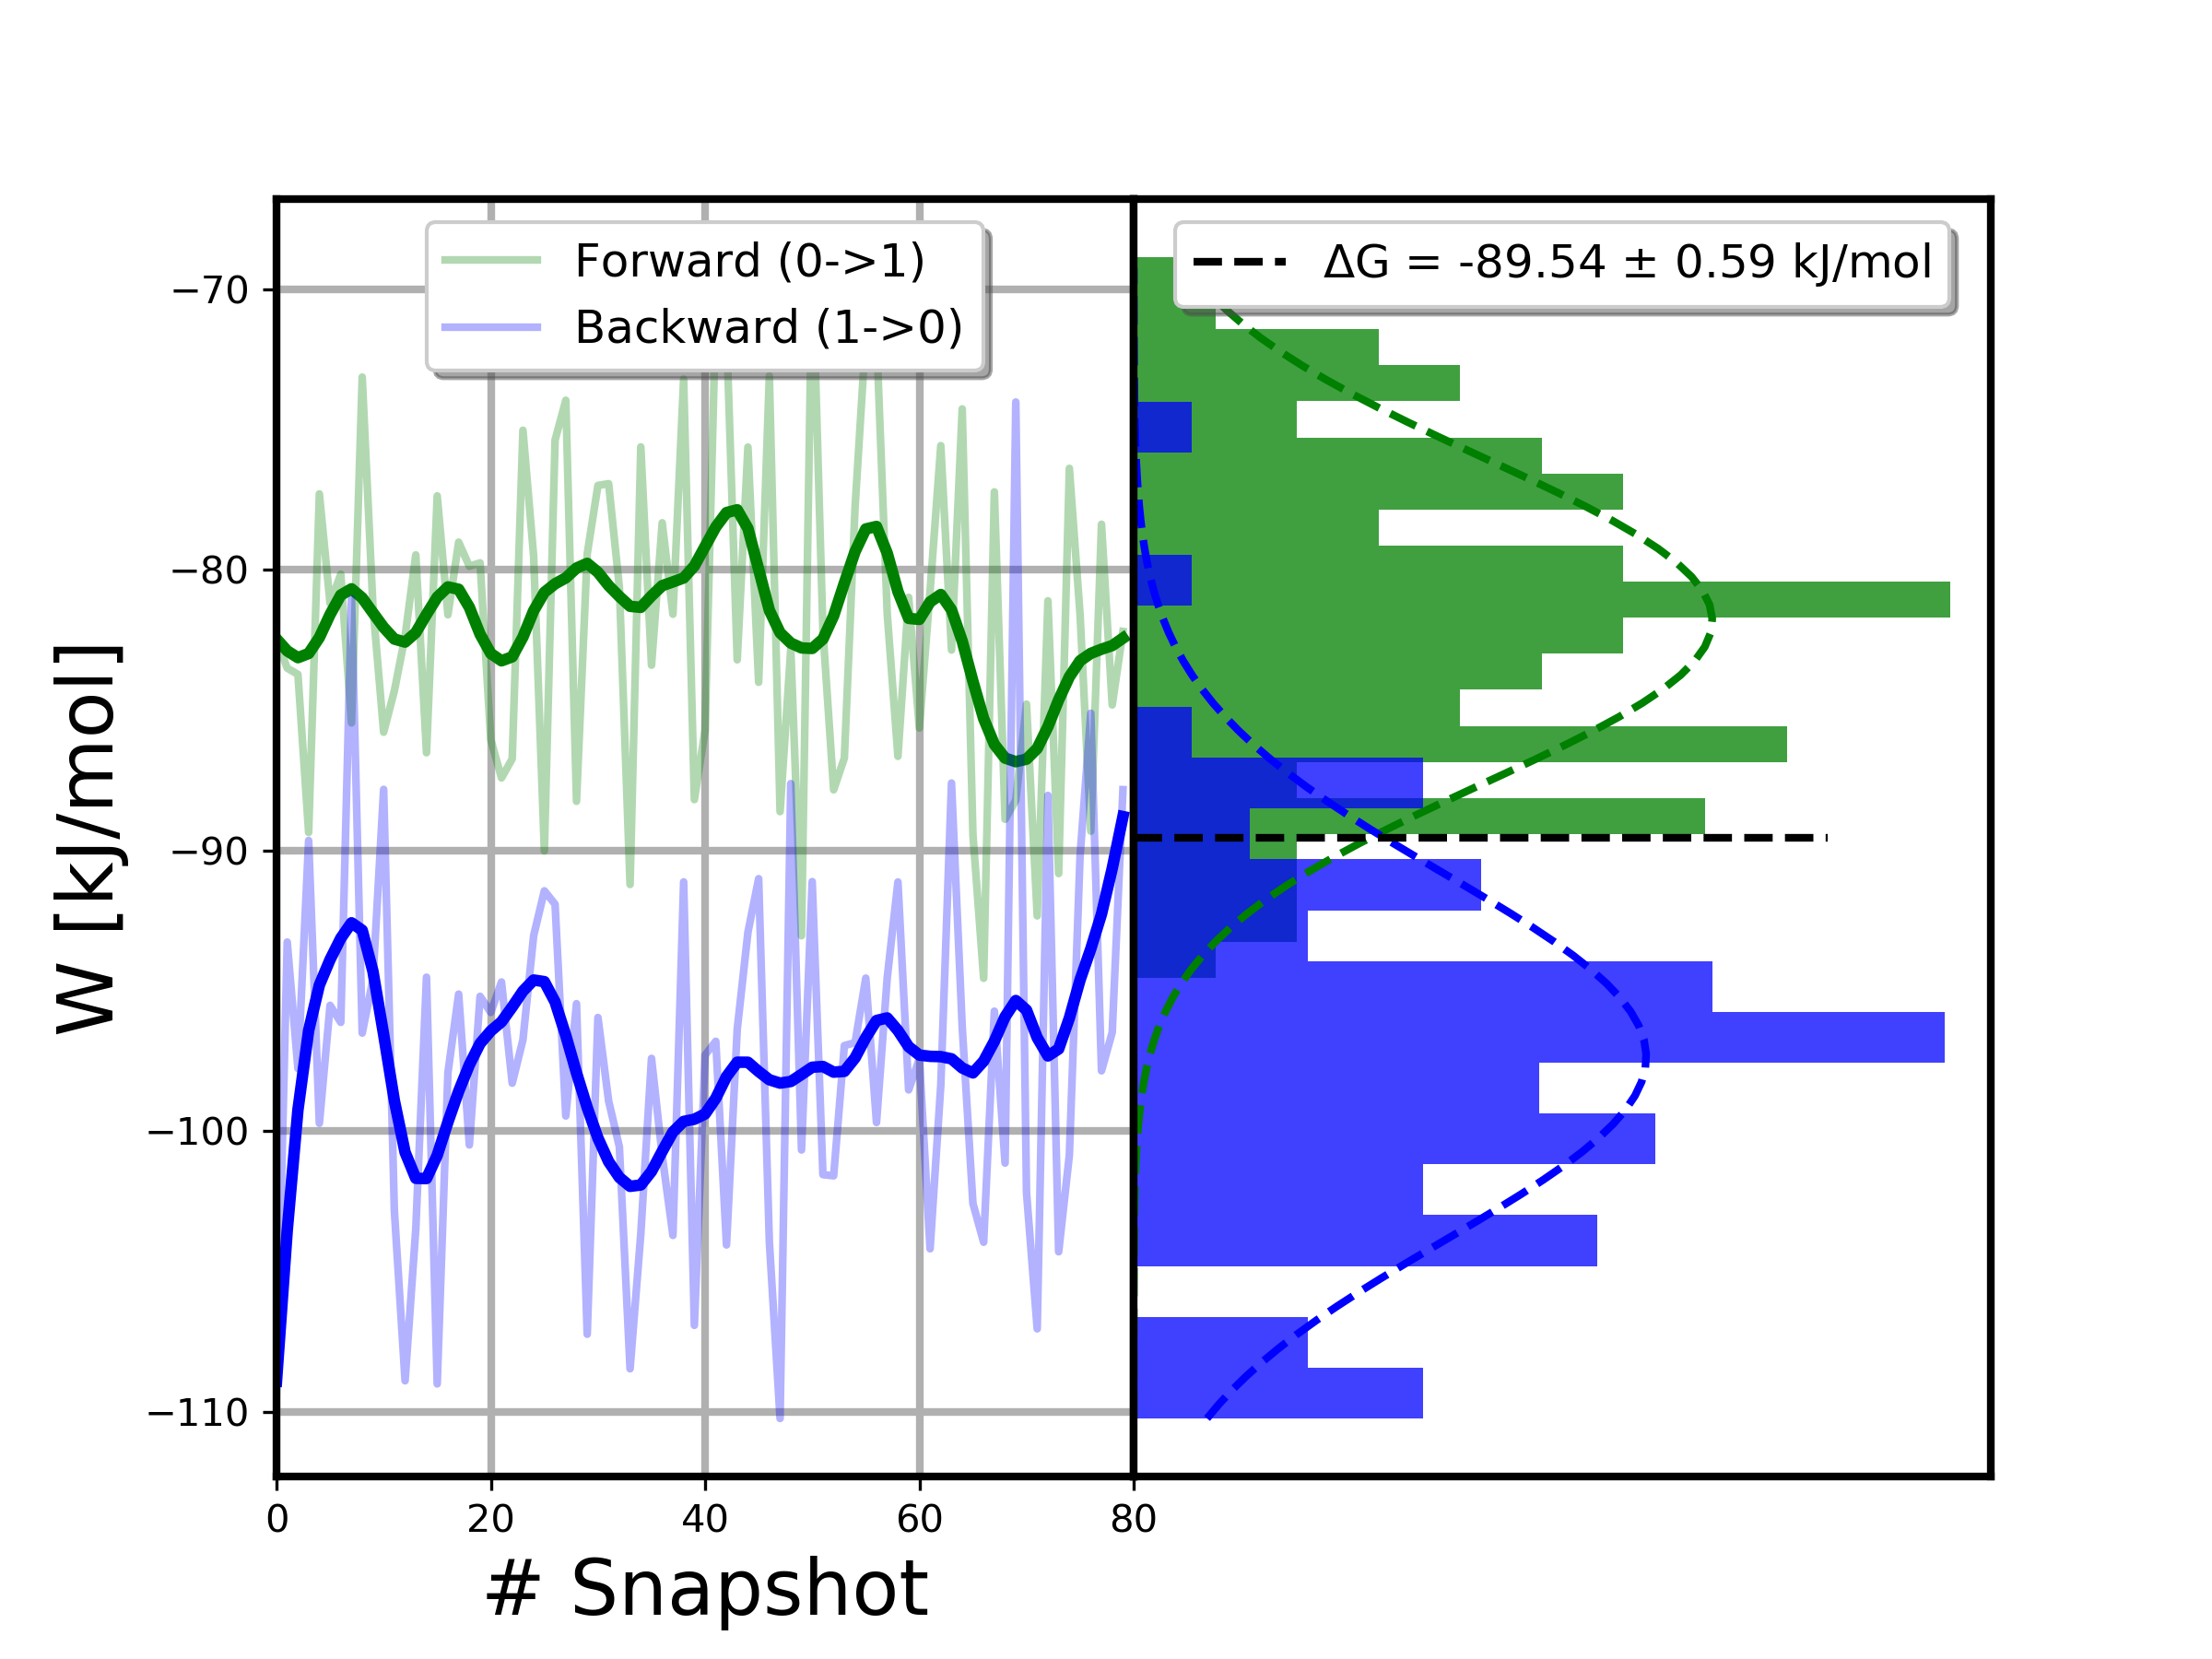 Forward (0->1)
Backward (1->0)
ΔG = -89.54 ± 0.59 kJ/mol
−70
−80
−90
−100
−110
W [kJ/mol]
0 20 40 60 80
# Snapshot